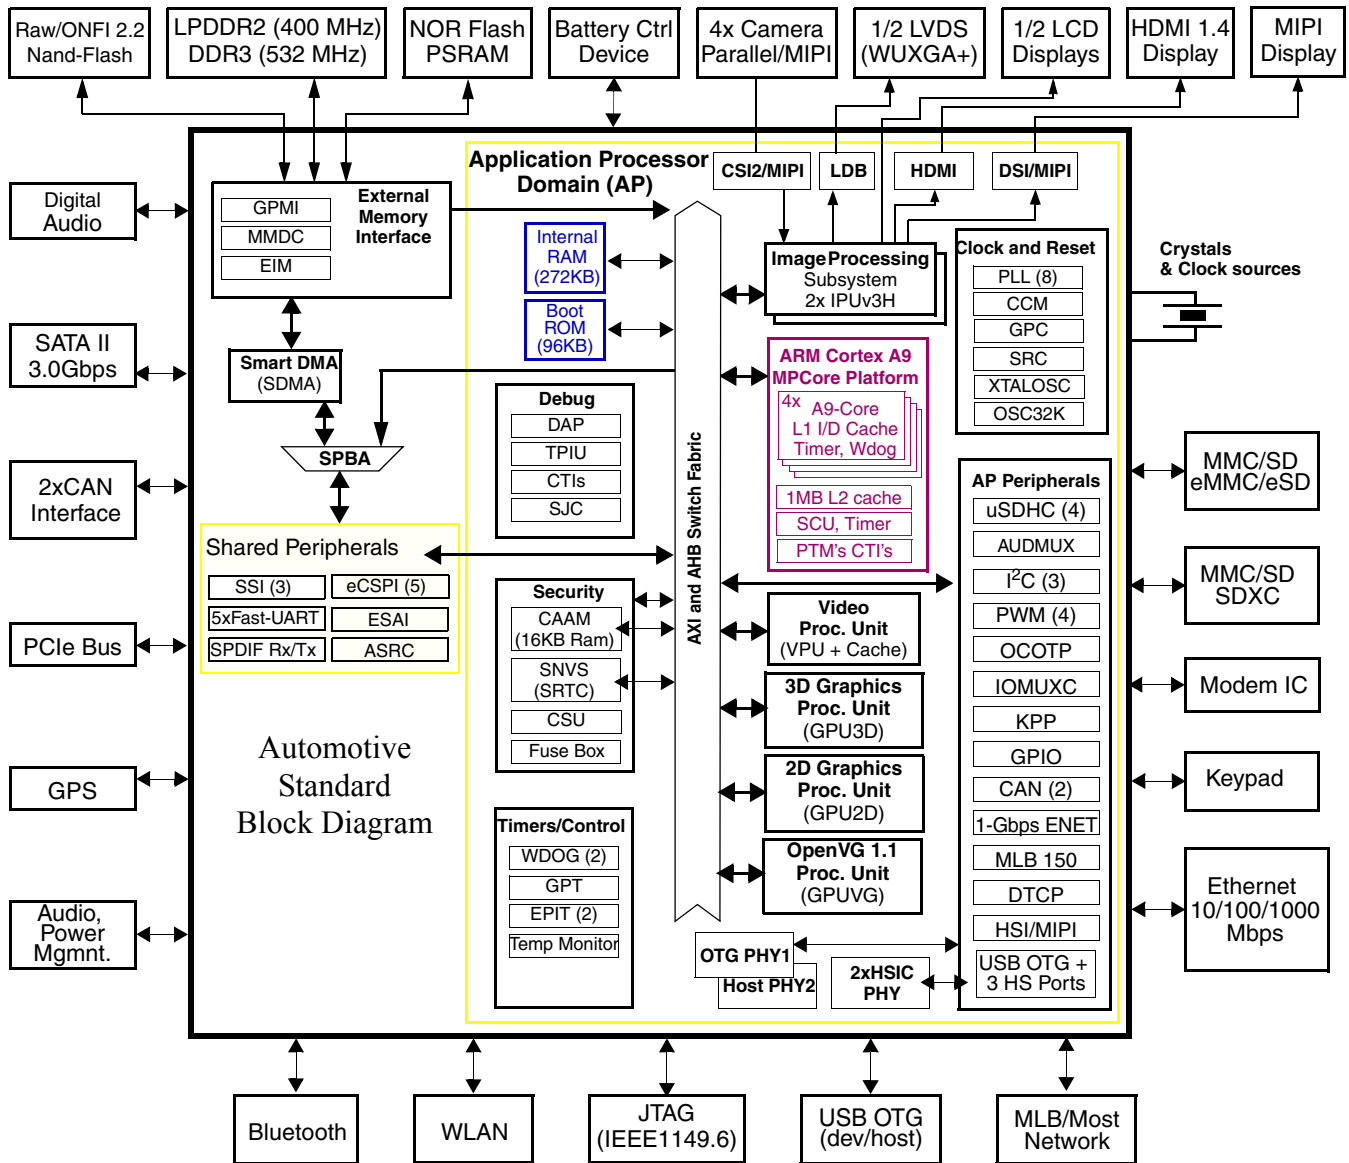 Raw/ONFI 2.2
Nand-Flash
LPDDR2 (400 MHz)
DDR3 (532 MHz)
NOR Flash
PSRAM
Battery Ctrl
Device
4x Camera
Parallel/MIPI
1/2 LVDS
(WUXGA+)
1/2 LCD
Displays
HDMI 1.4
Display
MIPI
Display
Digital
Audio
SATA II
3.0Gbps
2xCAN
Interface
PCIe Bus
GPS
Audio,
Power
Mgmnt.
External
Memory
Interface
GPMI
MMDC
EIM
Smart DMA
(SDMA)
SPBA
Shared Peripherals
SSI (3)
eCSPI (5)
5xFast-UART
ESAI
SPDIF Rx/Tx
ASRC
Automotive
Standard
Block Diagram
Application Processor
Domain (AP)
Internal
RAM
(272KB)
Boot
ROM
(96KB)
Debug
DAP
TPIU
CTIs
SJC
Security
CAAM
(16KB Ram)
SNVS
(SRTC)
CSU
Fuse Box
Timers/Control
WDOG (2)
GPT
EPIT (2)
Temp Monitor
AXI and AHB Switch Fabric
CSI2/MIPI
LDB
HDMI
DSI/MIPI
Image Processing
Subsystem
2x IPUv3H
ARM Cortex A9
MPCore Platform
4x
A9-Core
L1 I/D Cache
Timer, Wdog
1MB L2 cache
SCU, Timer
PTM's CTI's
Video
Proc. Unit
(VPU + Cache)
3D Graphics
Proc. Unit
(GPU3D)
2D Graphics
Proc. Unit
(GPU2D)
OpenVG 1.1
Proc. Unit
(GPUVG)
OTG PHY1
Host PHY2
2xHSIC
PHY
Clock and Reset
PLL (8)
CCM
GPC
SRC
XTALOSC
OSC32K
AP Peripherals
uSDHC (4)
AUDMUX
I²C (3)
PWM (4)
OCOTP
IOMUXC
KPP
GPIO
CAN (2)
1-Gbps ENET
MLB 150
DTCP
HSI/MIPI
USB OTG +
3 HS Ports
Crystals
& Clock sources
MMC/SD
eMMC/eSD
MMC/SD
SDXC
Modem IC
Keypad
Ethernet
10/100/1000
Mbps
Bluetooth
WLAN
JTAG
(IEEE1149.6)
USB OTG
(dev/host)
MLB/Most
Network